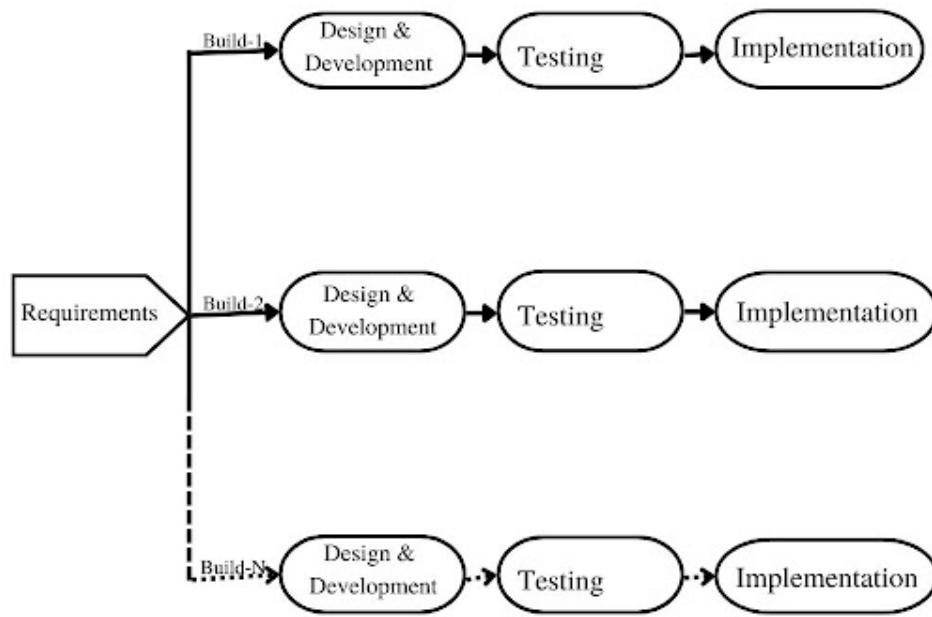 Build-1
Design &
Development
Testing
Implementation
Requirements
Build-2
Design &
Development
Testing
Implementation
Build-N
Design &
Development
Testing
Implementation